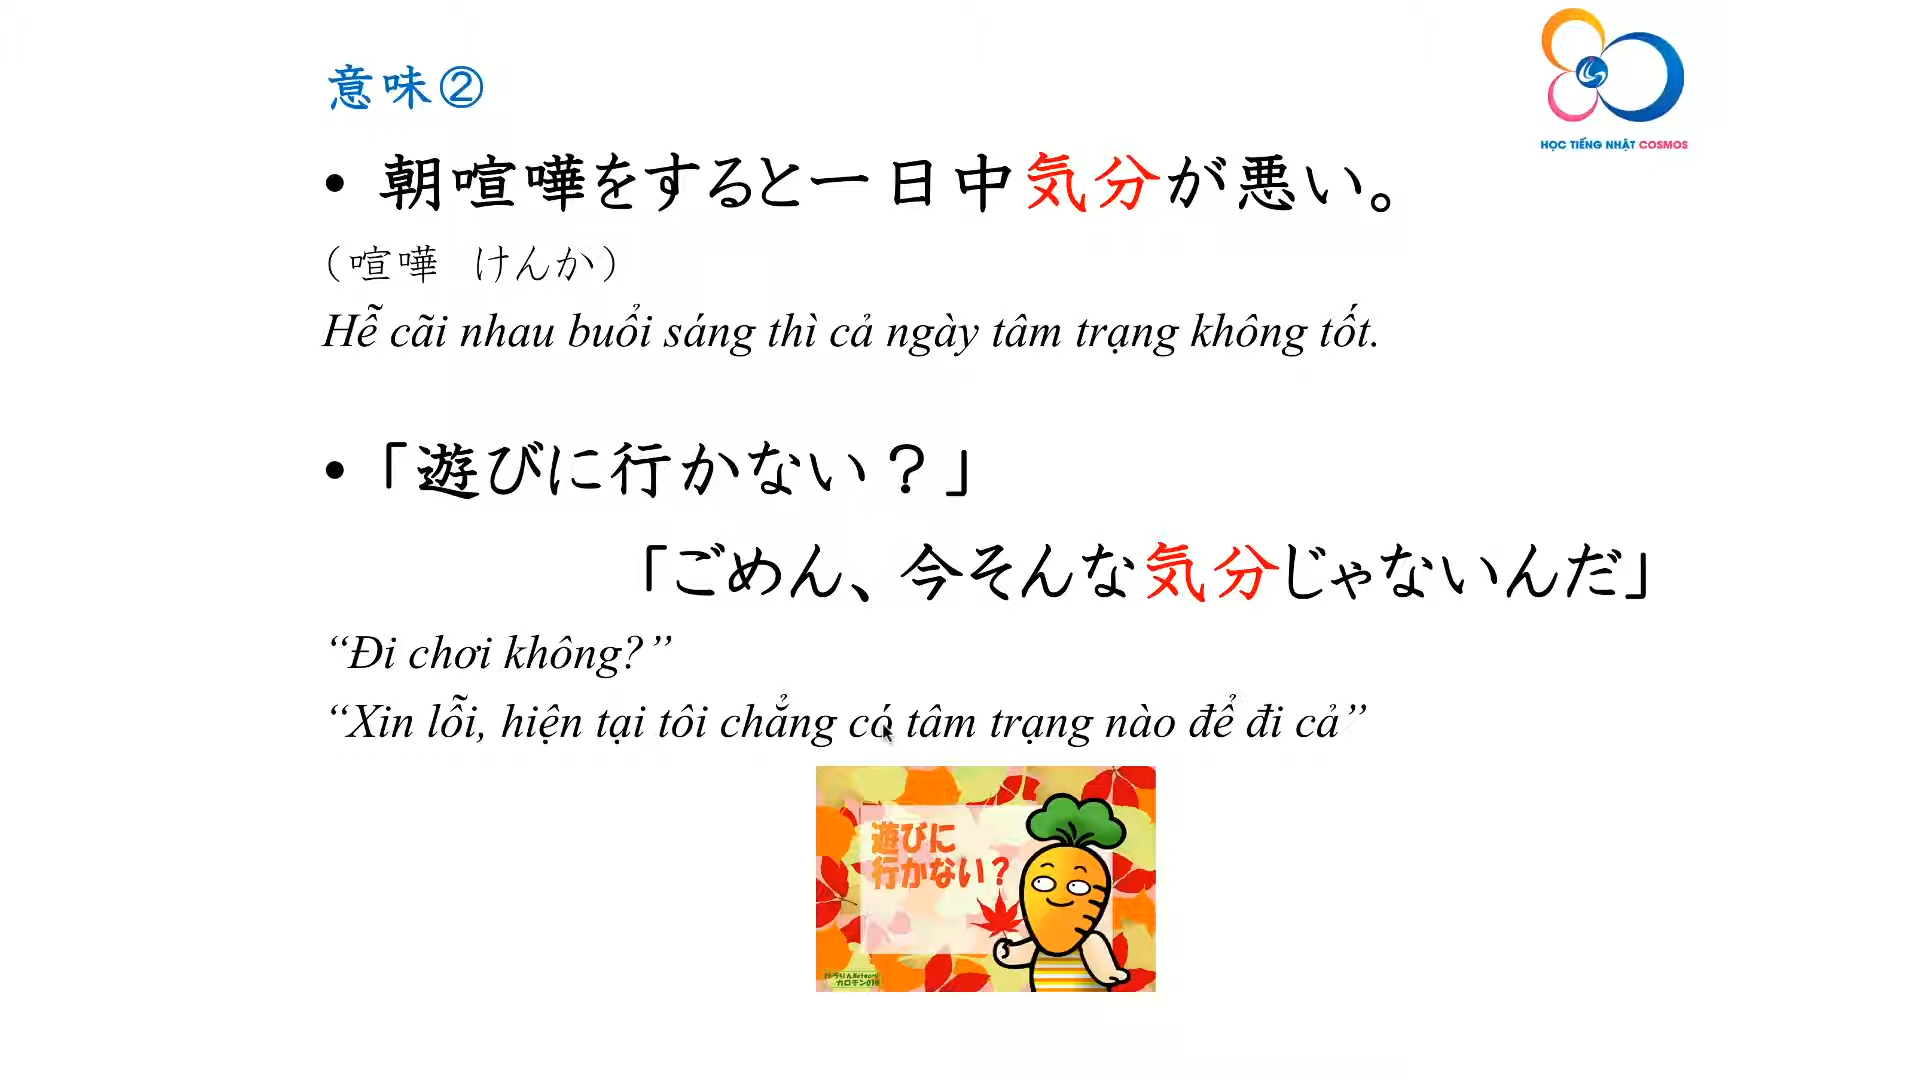 HỌC TIẾNG NHẬT COSMOS
意味②
• 朝喧嘩をすると一日中気分が悪い。
（喧嘩　けんか）
Hễ cãi nhau buổi sáng thì cả ngày tâm trạng không tốt.
• 「遊びに行かない？」
「ごめん、今そんな気分じゃないんだ」
“Đi chơi không?”
“Xin lỗi, hiện tại tôi chẳng có tâm trạng nào để đi cả”
遊びに
行かない？